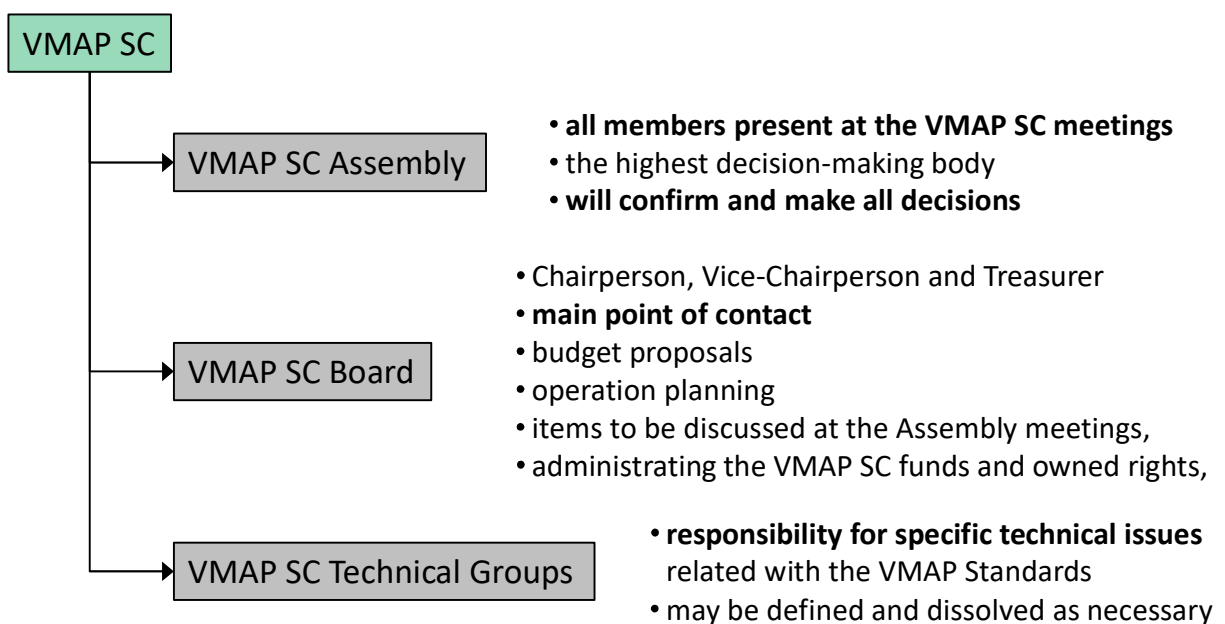 VMAP SC
VMAP SC Assembly
• all members present at the VMAP SC meetings
• the highest decision-making body
• will confirm and make all decisions
VMAP SC Board
• Chairperson, Vice-Chairperson and Treasurer
• main point of contact
• budget proposals
• operation planning
• items to be discussed at the Assembly meetings,
• administrating the VMAP SC funds and owned rights,
VMAP SC Technical Groups
• responsibility for specific technical issues
related with the VMAP Standards
• may be defined and dissolved as necessary